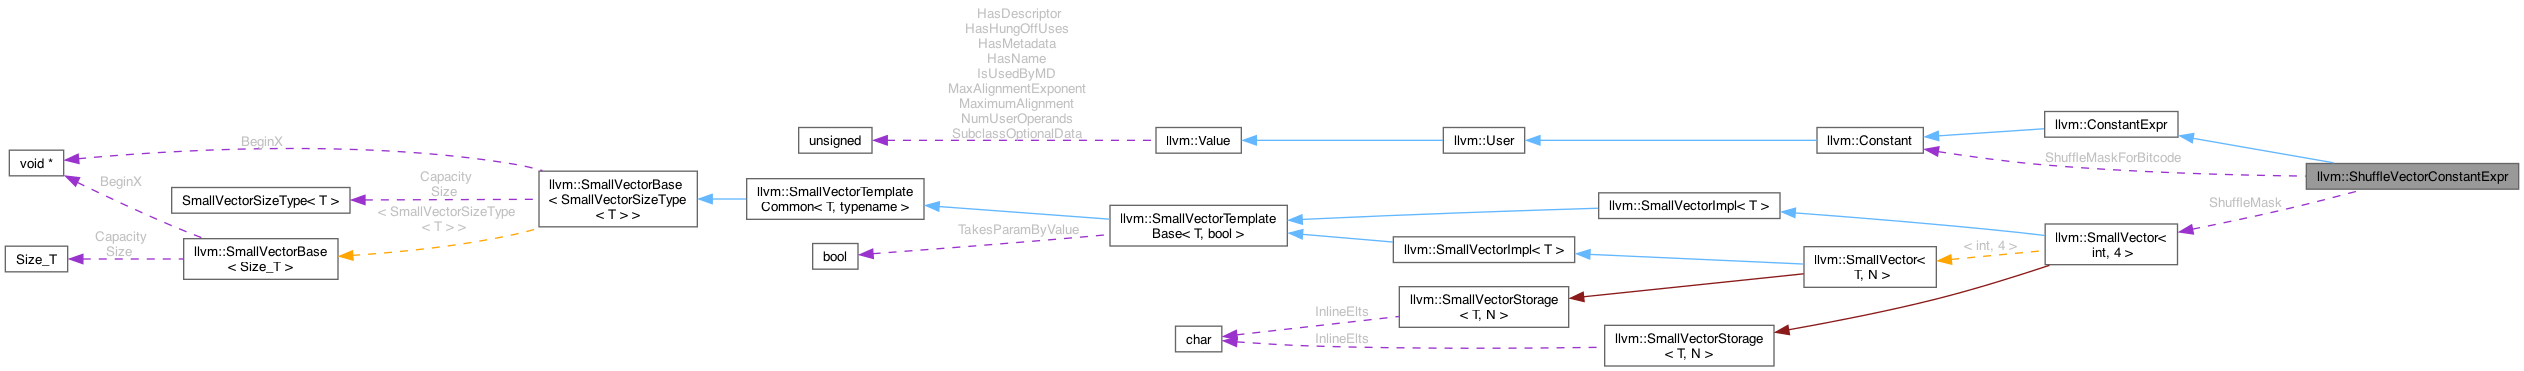 HasDescriptor
HasHungOffUses
HasMetadata
HasName
IsUsedByMD
MaxAlignmentExponent
MaximumAlignment
NumUserOperands
SubclassOptionalData
unsigned
llvm::Value
llvm::User
llvm::Constant
llvm::ConstantExpr
ShuffleMaskForBitcode
llvm::ShuffleVectorConstantExpr
ShuffleMask
void *
BeginX
BeginX
SmallVectorSizeType< T >
Capacity
Size
< SmallVectorSizeType
< T > >
Size_T
Capacity
Size
llvm::SmallVectorBase
< Size_T >
llvm::SmallVectorBase
< SmallVectorSizeType
< T > >
llvm::SmallVectorTemplate
Common< T, typename >
bool
TakesParamByValue
llvm::SmallVectorTemplate
Base< T, bool >
llvm::SmallVectorImpl< T >
llvm::SmallVectorImpl< T >
llvm::SmallVector<
T, N >
< int, 4 >
llvm::SmallVector<
int, 4 >
llvm::SmallVectorStorage
< T, N >
InlineElts
char
InlineElts
llvm::SmallVectorStorage
< T, N >